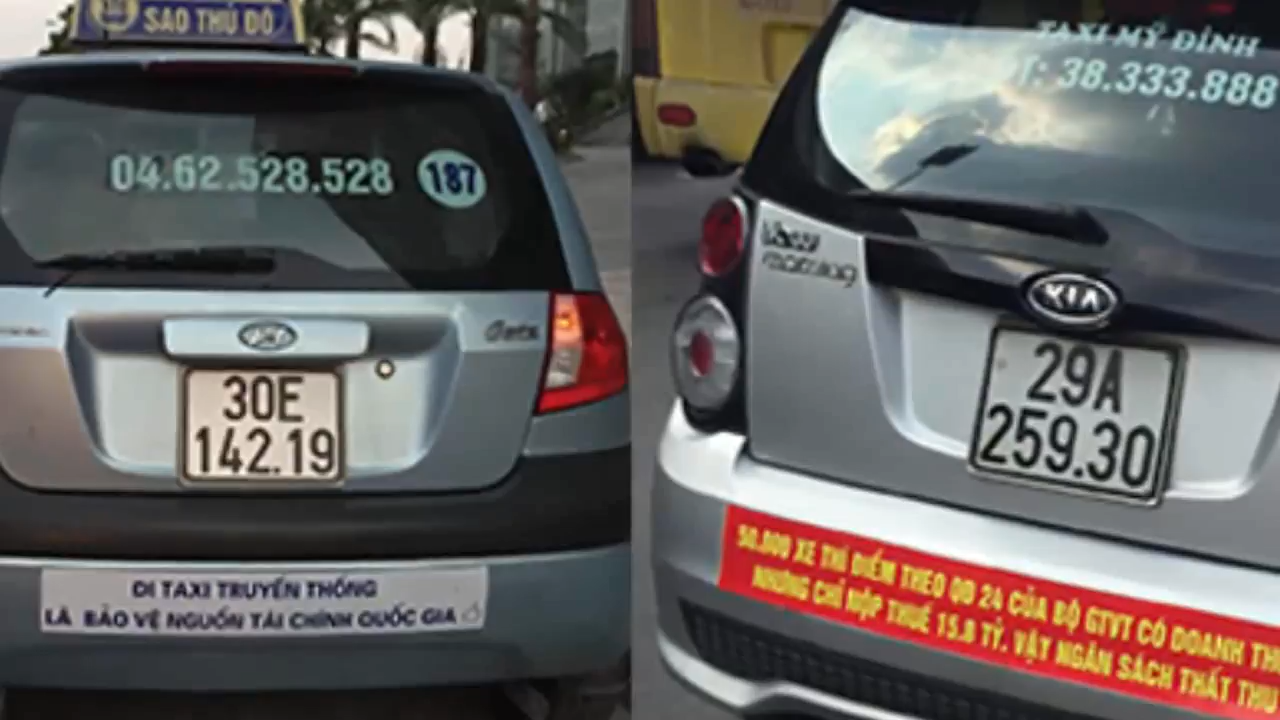 SAO THỦ ĐÔ
04.62.528.528 187
Getz
30E
142.19
ĐI TAXI TRUYỀN THỐNG
LÀ BẢO VỆ NGUỒN TÀI CHÍNH QUỐC GIA
TAXI MỸ ĐÌNH
T: 38.333.888
morning
KIA
29A
259.30
50.000 XE THÍ ĐIỂM THEO QĐ 24 CỦA BỘ GTVT CÓ DOANH TH
NHƯNG CHỈ NỘP THUẾ 15.8 TỶ. VẬY NGÂN SÁCH THẤT THU